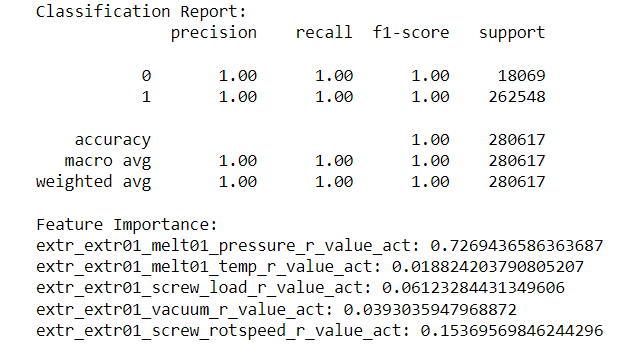 Classification Report:
precision recall f1-score support
0 1.00 1.00 1.00 18069
1 1.00 1.00 1.00 262548
accuracy 1.00 280617
macro avg 1.00 1.00 1.00 280617
weighted avg 1.00 1.00 1.00 280617
Feature Importance:
extr_extr01_melt01_pressure_r_value_act: 0.7269436586363687
extr_extr01_melt01_temp_r_value_act: 0.018824203790805207
extr_extr01_screw_load_r_value_act: 0.06123284431349606
extr_extr01_vacuum_r_value_act: 0.0393035947968872
extr_extr01_screw_rotspeed_r_value_act: 0.15369569846244296